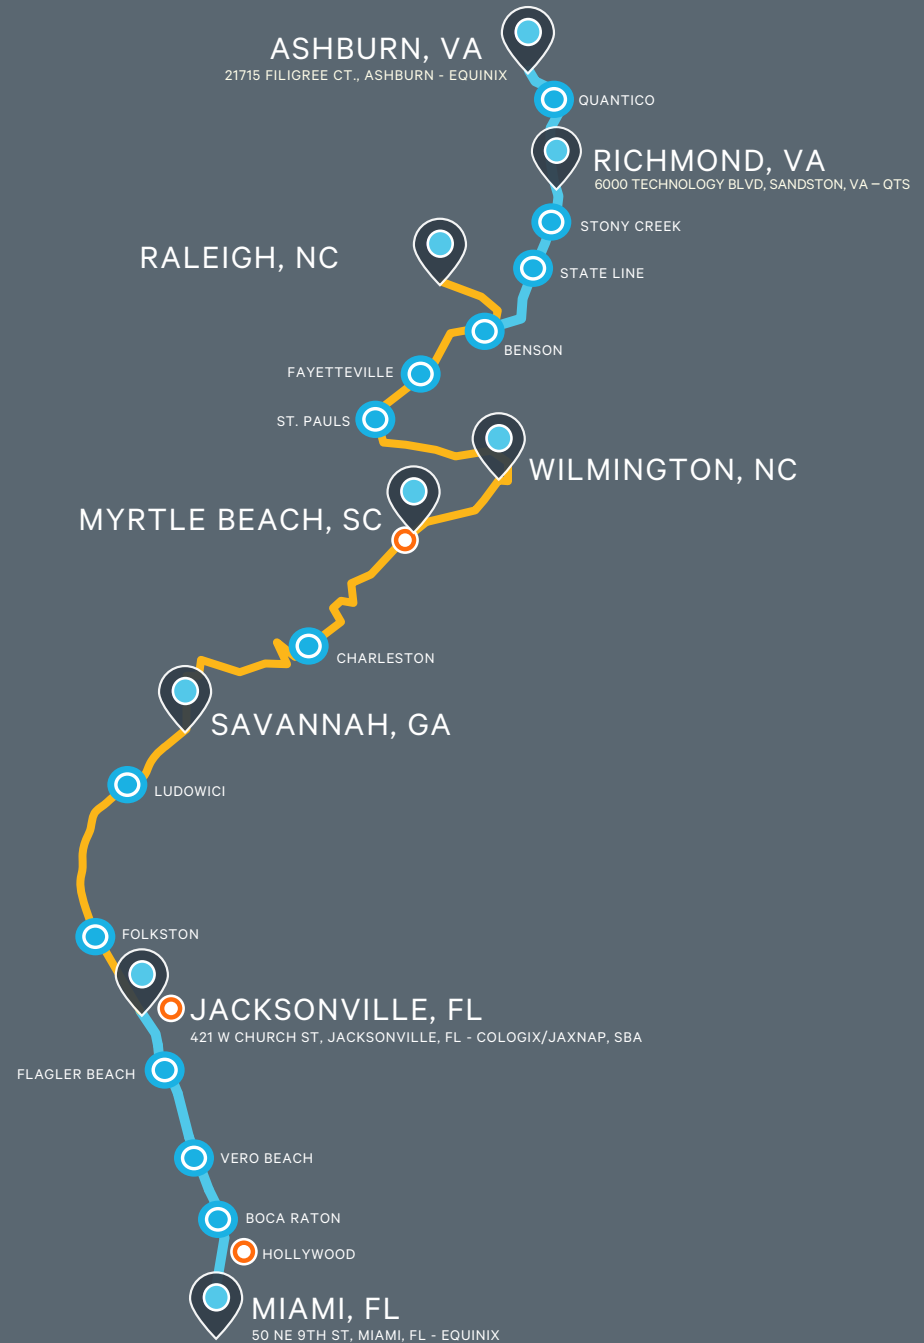 ASHBURN, VA
21715 FILIGREE CT., ASHBURN - EQUINIX
QUANTICO
RICHMOND, VA
6000 TECHNOLOGY BLVD, SANDSTON, VA – QTS
STONY CREEK
RALEIGH, NC
STATE LINE
BENSON
FAYETTEVILLE
ST. PAULS
WILMINGTON, NC
MYRTLE BEACH, SC
CHARLESTON
SAVANNAH, GA
LUDOWICI
FOLKSTON
JACKSONVILLE, FL
421 W CHURCH ST, JACKSONVILLE, FL - COLOGIX/JAXNAP, SBA
FLAGLER BEACH
VERO BEACH
BOCA RATON
HOLLYWOOD
MIAMI, FL
50 NE 9TH ST, MIAMI, FL - EQUINIX